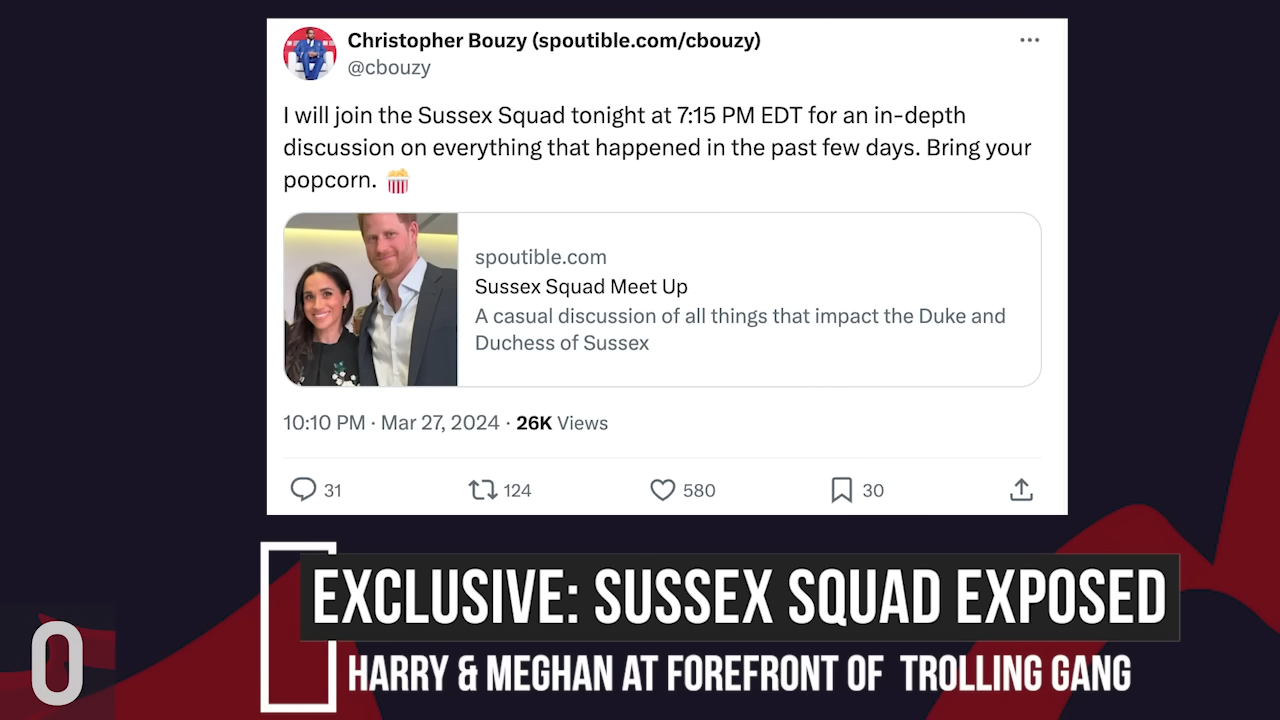 Christopher Bouzy (spoutible.com/cbouzy)
@cbouzy
I will join the Sussex Squad tonight at 7:15 PM EDT for an in-depth
discussion on everything that happened in the past few days. Bring your
popcorn. 🍿
spoutible.com
Sussex Squad Meet Up
A casual discussion of all things that impact the Duke and
Duchess of Sussex
10:10 PM · Mar 27, 2024 · 26K Views
31 124 580 30
EXCLUSIVE: SUSSEX SQUAD EXPOSED
HARRY & MEGHAN AT FOREFRONT OF TROLLING GANG
0